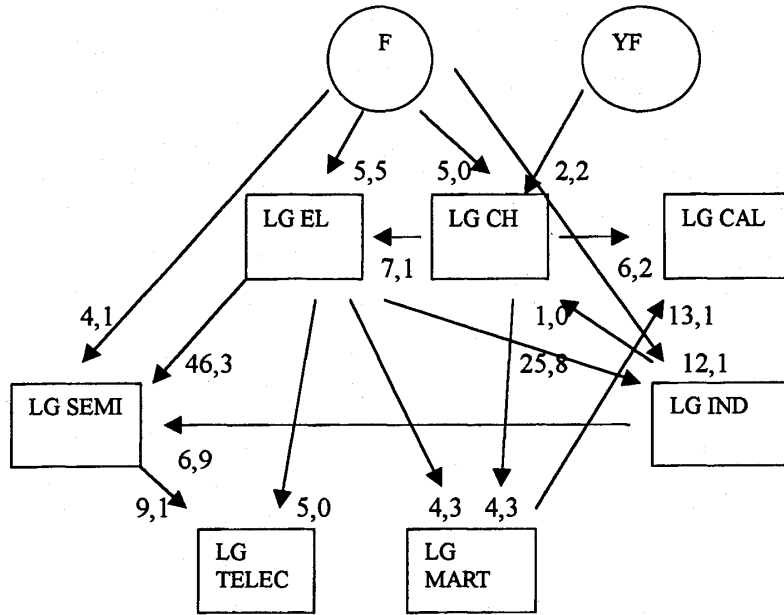 F
YF
5,5
5,0
2,2
LG EL
LG CH
LG CAL
7,1
6,2
4,1
1,0
13,1
46,3
25,8
12,1
LG SEMI
LG IND
6,9
9,1
5,0
4,3
4,3
LG
TELEC
LG
MART